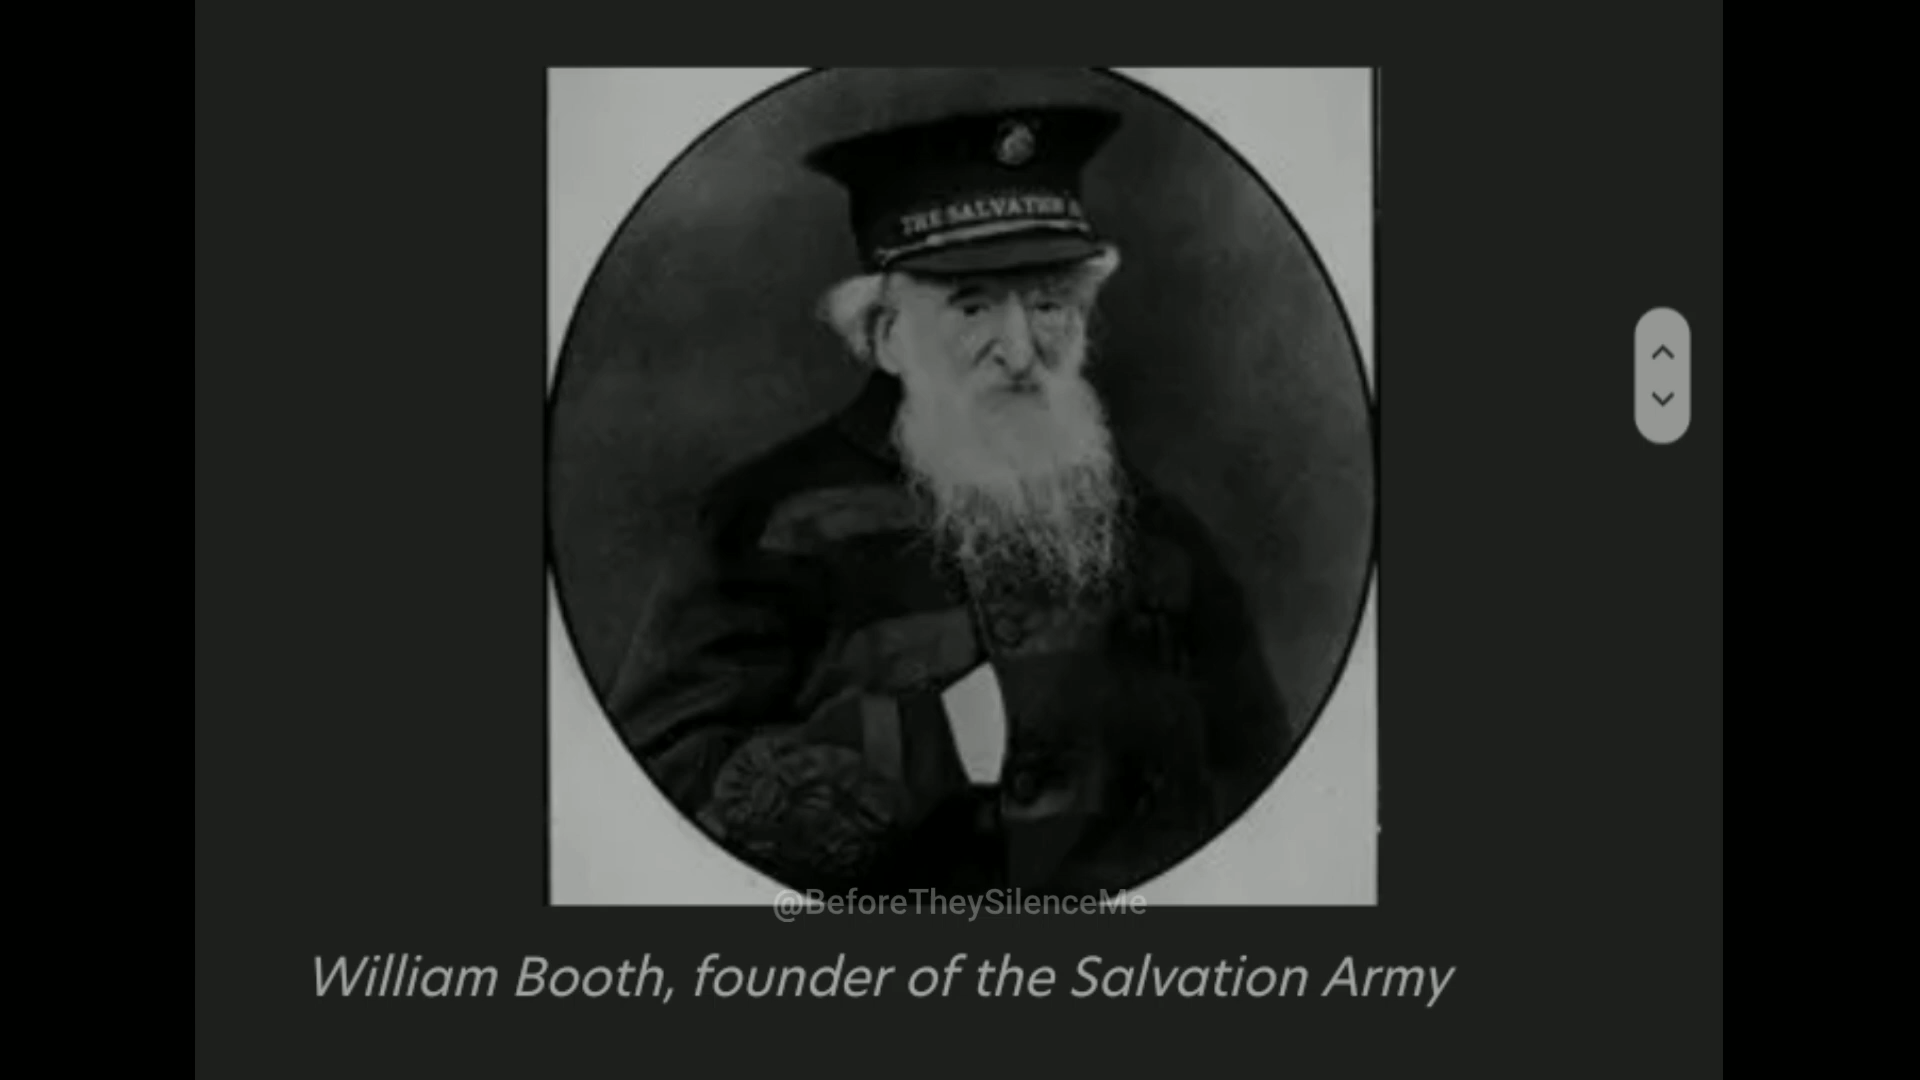 THE SALVATION A
@BeforeTheySilenceMe
William Booth, founder of the Salvation Army